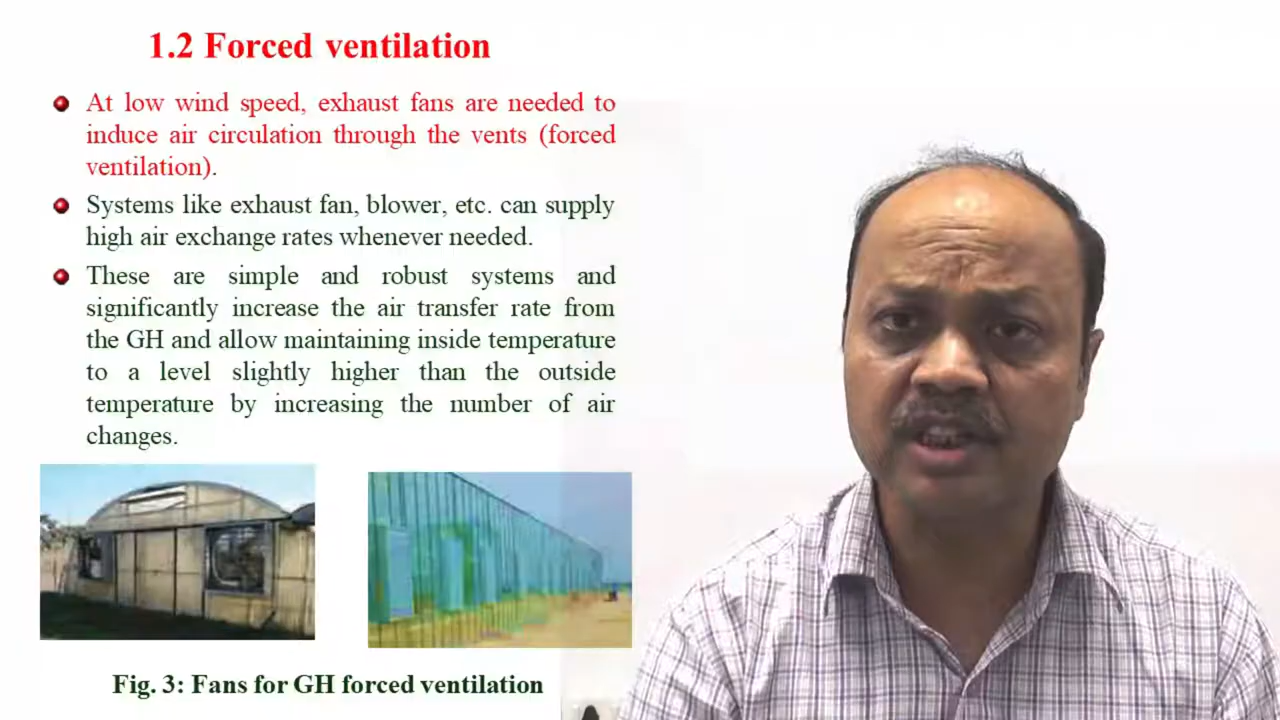 1.2 Forced ventilation
At low wind speed, exhaust fans are needed to
induce air circulation through the vents (forced
ventilation).
Systems like exhaust fan, blower, etc. can supply
high air exchange rates whenever needed.
These are simple and robust systems and
significantly increase the air transfer rate from
the GH and allow maintaining inside temperature
to a level slightly higher than the outside
temperature by increasing the number of air
changes.
Fig. 3: Fans for GH forced ventilation